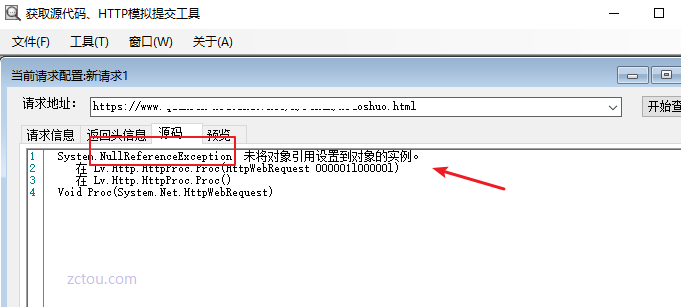 获取源代码、HTTP模拟提交工具
文件(F) 工具(T) 窗口(W) 关于(A)
当前请求配置:新请求1
请求地址: https://www. .html 开始查
请求信息 返回头信息 源码 预览
1 System.NullReferenceException: 未将对象引用设置到对象的实例。
2 在 Lv.Http.HttpProc.Proc(HttpWebRequest 000001l00000l)
3 在 Lv.Http.HttpProc.Proc()
4 Void Proc(System.Net.HttpWebRequest)
zctou.com